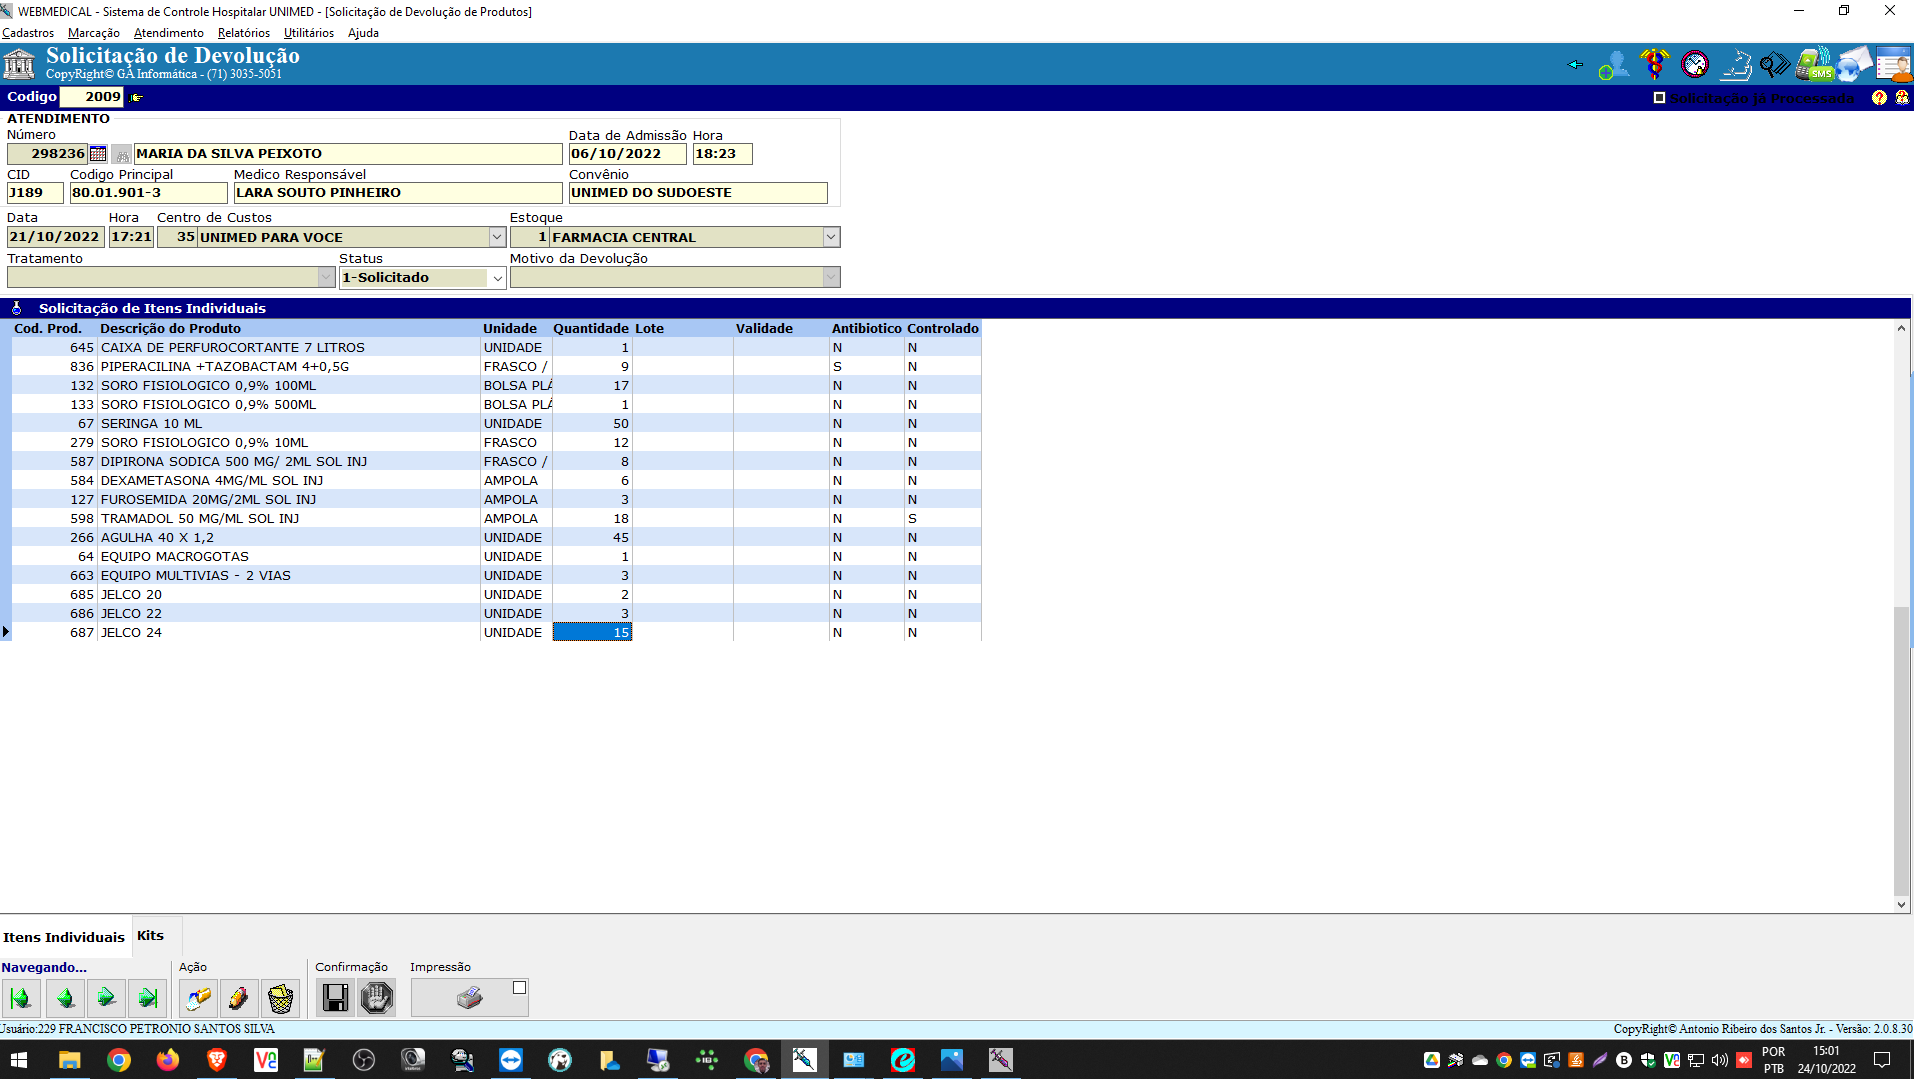 WEBMEDICAL - Sistema de Controle Hospitalar UNIMED - [Solicitação de Devolução de Produtos]
Cadastros Marcação Atendimento Relatórios Utilitários Ajuda
Solicitação de Devolução
CopyRight© GA Informática - (71) 3035-5051
SMS
Codigo 2009
Solicitação já Processada
ATENDIMENTO
Número Data de Admissão Hora
298236 MARIA DA SILVA PEIXOTO 06/10/2022 18:23
CID Codigo Principal Medico Responsável Convênio
J189 80.01.901-3 LARA SOUTO PINHEIRO UNIMED DO SUDOESTE
Data Hora Centro de Custos Estoque
21/10/2022 17:21 35 UNIMED PARA VOCE 1 FARMACIA CENTRAL
Tratamento Status Motivo da Devolução
1-Solicitado
Solicitação de Itens Individuais
Cod. Prod. Descrição do Produto Unidade Quantidade Lote Validade Antibiotico Controlado
645 CAIXA DE PERFUROCORTANTE 7 LITROS UNIDADE 1 N N
836 PIPERACILINA +TAZOBACTAM 4+0,5G FRASCO / 9 S N
132 SORO FISIOLOGICO 0,9% 100ML BOLSA PLÁ 17 N N
133 SORO FISIOLOGICO 0,9% 500ML BOLSA PLÁ 1 N N
67 SERINGA 10 ML UNIDADE 50 N N
279 SORO FISIOLOGICO 0,9% 10ML FRASCO 12 N N
587 DIPIRONA SODICA 500 MG/ 2ML SOL INJ FRASCO / 8 N N
584 DEXAMETASONA 4MG/ML SOL INJ AMPOLA 6 N N
127 FUROSEMIDA 20MG/2ML SOL INJ AMPOLA 3 N N
598 TRAMADOL 50 MG/ML SOL INJ AMPOLA 18 N S
266 AGULHA 40 X 1,2 UNIDADE 45 N N
64 EQUIPO MACROGOTAS UNIDADE 1 N N
663 EQUIPO MULTIVIAS - 2 VIAS UNIDADE 3 N N
685 JELCO 20 UNIDADE 2 N N
686 JELCO 22 UNIDADE 3 N N
687 JELCO 24 UNIDADE 15 N N
Itens Individuais Kits
Navegando... Ação Confirmação Impressão
Usuário:229 FRANCISCO PETRONIO SANTOS SILVA CopyRight© Antonio Ribeiro dos Santos Jr. - Versão: 2.0.8.30
POR 15:01
PTB 24/10/2022